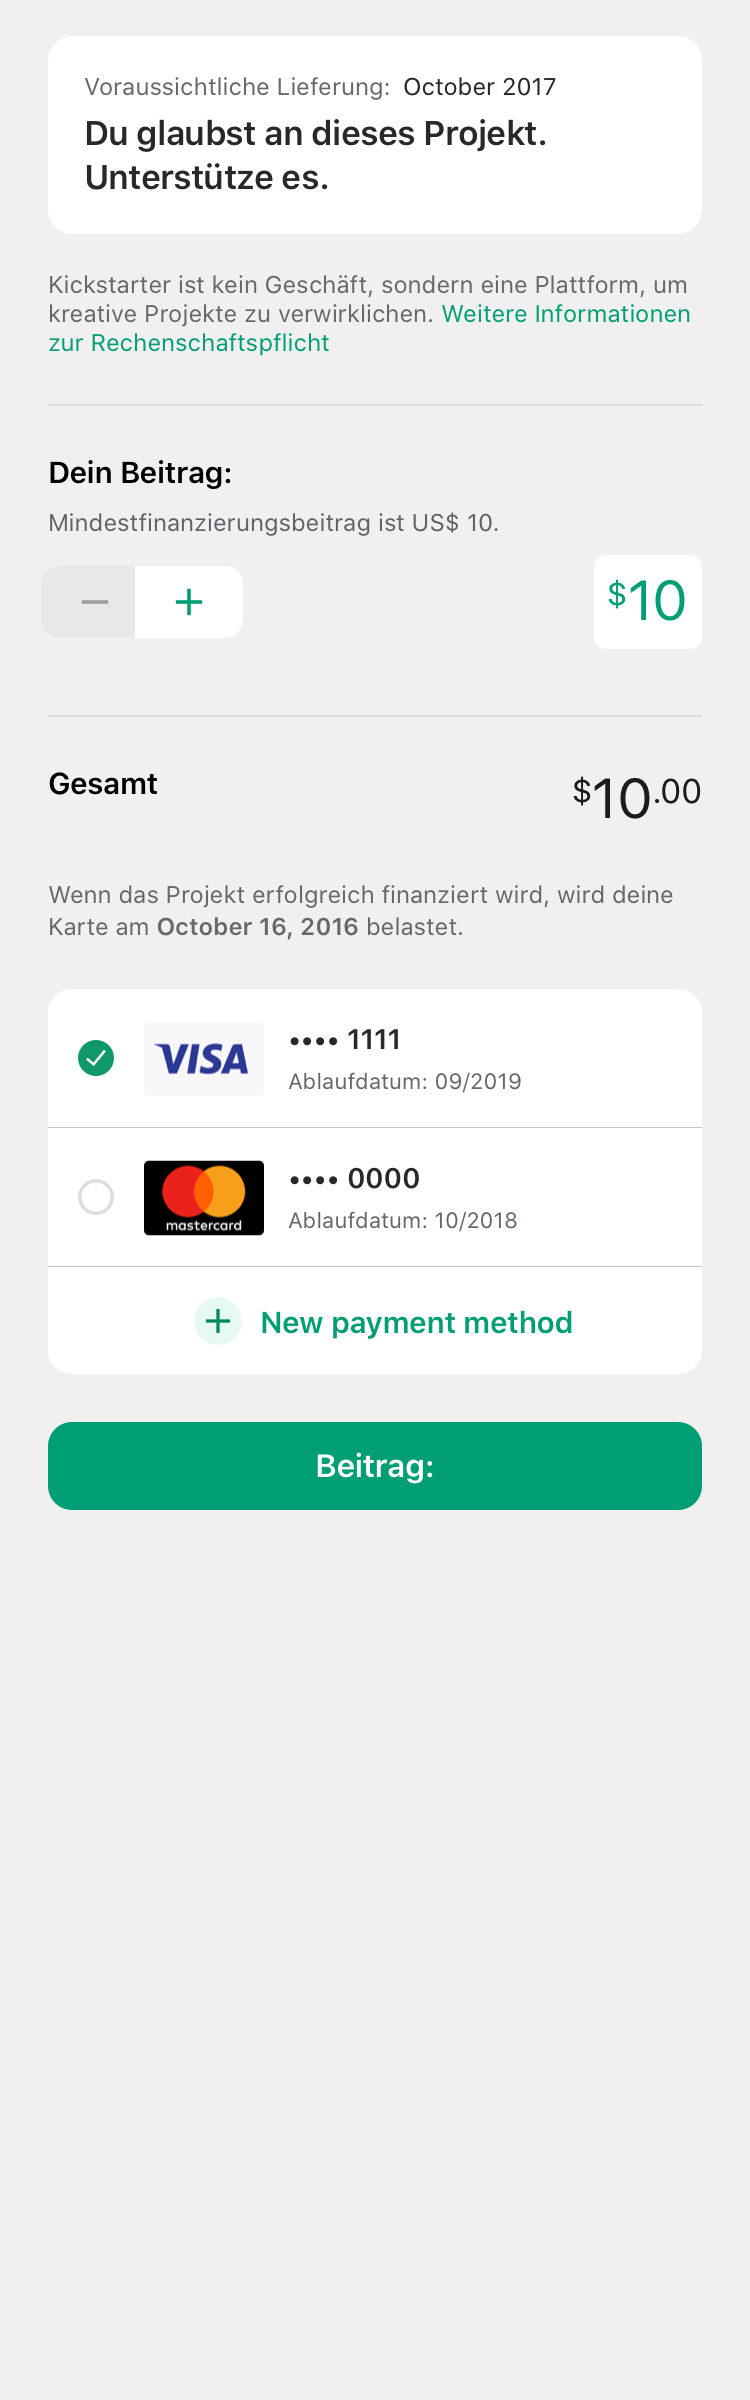 Voraussichtliche Lieferung: October 2017
Du glaubst an dieses Projekt.
Unterstütze es.
Kickstarter ist kein Geschäft, sondern eine Plattform, um
kreative Projekte zu verwirklichen. Weitere Informationen
zur Rechenschaftspflicht
Dein Beitrag:
Mindestfinanzierungsbeitrag ist US$ 10.
$10
Gesamt
$10.00
Wenn das Projekt erfolgreich finanziert wird, wird deine
Karte am October 16, 2016 belastet.
VISA
•••• 1111
Ablaufdatum: 09/2019
mastercard
•••• 0000
Ablaufdatum: 10/2018
New payment method
Beitrag: